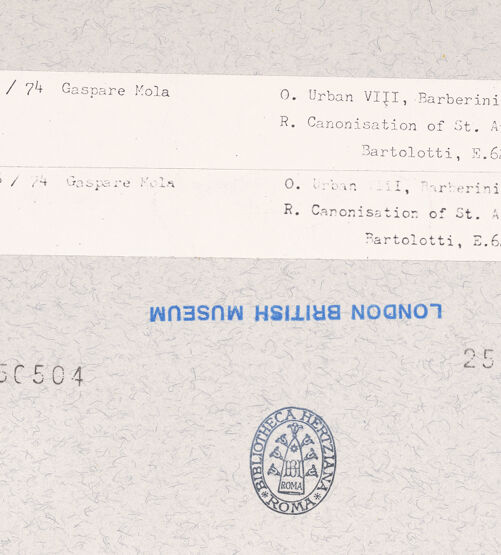 / 74 Gaspare Mola O. Urban VIII, Barberini
R. Canonisation of St. A
Bartolotti, E.6
/ 74 Gaspare Mola O. Urban VIII, Barberini
R. Canonisation of St. A
Bartolotti, E.6
LONDON BRITISH MUSEUM
50504
25
BIBLIOTHECA HERTZIANA
ROMA
* ROMA *